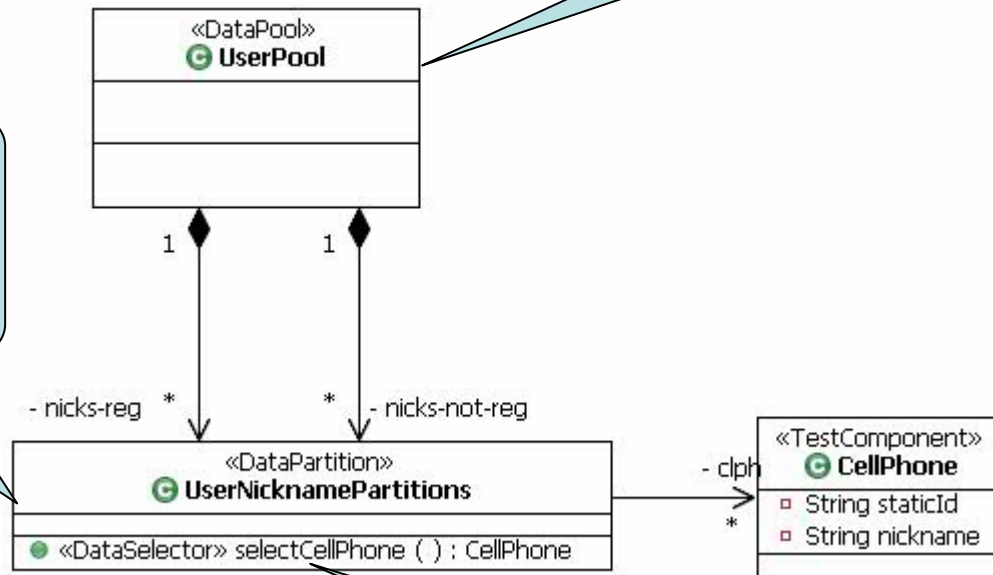 «DataPool»
C UserPool
1
1
- nicks-reg
*
*
- nicks-not-reg
«DataPartition»
C UserNicknamePartitions
«DataSelector» selectCellPhone ( ) : CellPhone
- clph
*
«TestComponent»
C CellPhone
String staticId
String nickname